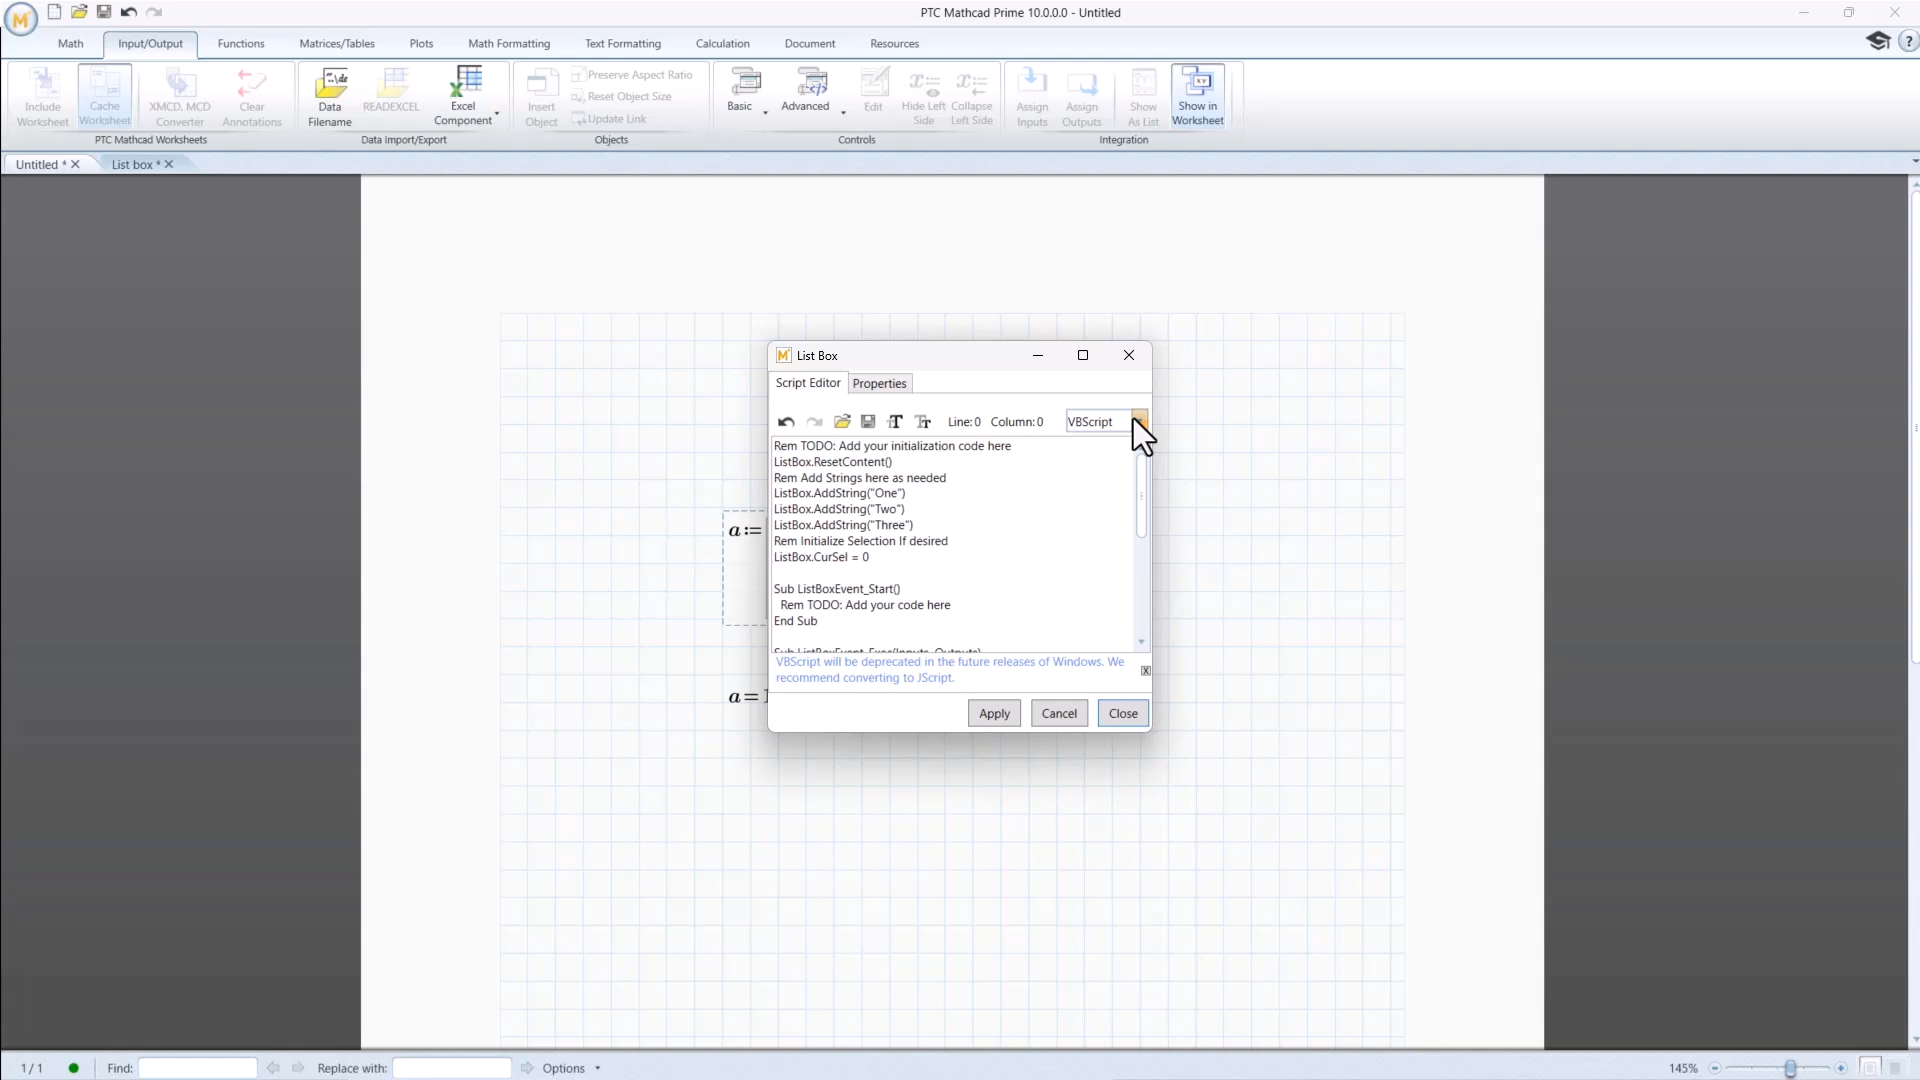 PTC Mathcad Prime 10.0.0.0 - Untitled
Math
Input/Output
Functions
Matrices/Tables
Plots
Math Formatting
Text Formatting
Calculation
Document
Resources
Include Worksheet
Cache Worksheet
XMCD, MCD Converter
Clear Annotations
PTC Mathcad Worksheets
Data Filename
READEXCEL
Excel Component
Data Import/Export
Insert Object
Preserve Aspect Ratio
Reset Object Size
Update Link
Objects
Basic
Advanced
Edit
Hide Left Side
Collapse Left Side
Controls
Assign Inputs
Assign Outputs
Show As List
Show in Worksheet
Integration
Untitled *
List box *
List Box
Script Editor
Properties
Line:0 Column:0
VBScript
Rem TODO: Add your initialization code here
ListBox.ResetContent()
Rem Add Strings here as needed
ListBox.AddString("One")
ListBox.AddString("Two")
ListBox.AddString("Three")
Rem Initialize Selection If desired
ListBox.CurSel = 0
Sub ListBoxEvent_Start()
Rem TODO: Add your code here
End Sub
Sub ListBoxEvent_Exec(Inputs, Outputs)
VBScript will be deprecated in the future releases of Windows. We
recommend converting to JScript.
Apply
Cancel
Close
a :=
a =
1 / 1
Find:
Replace with:
Options
145%